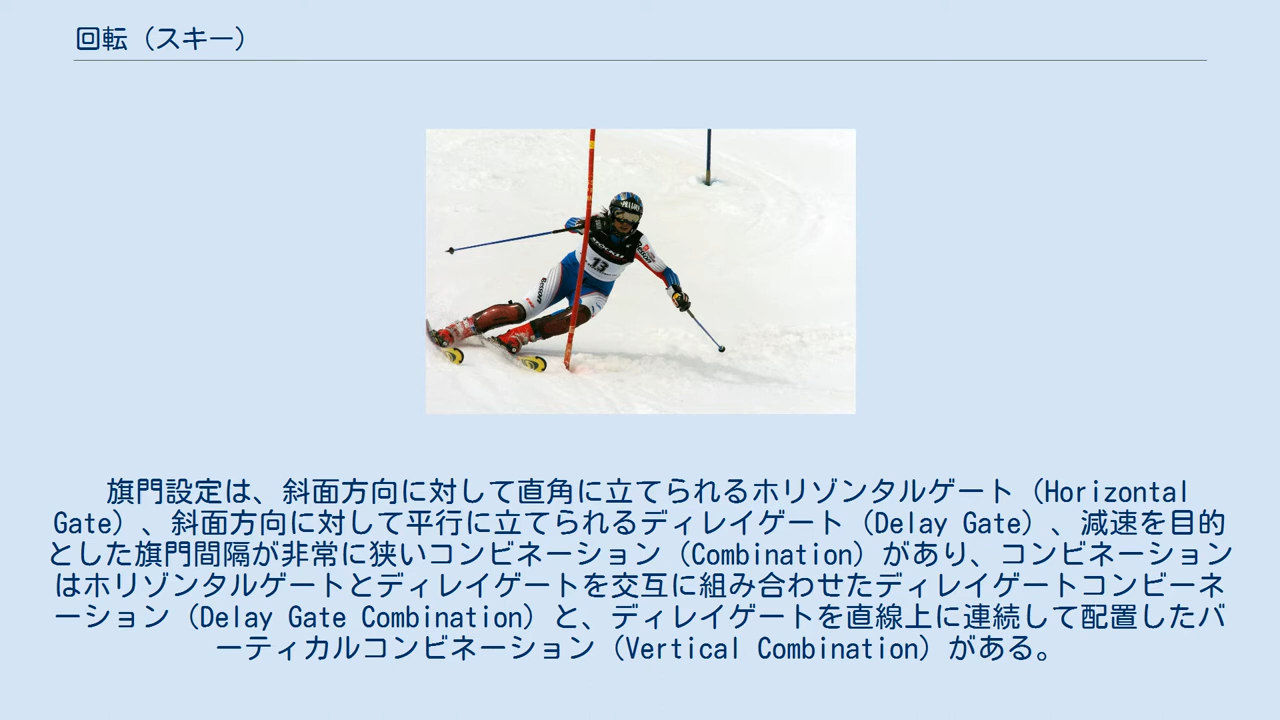 回転（スキー）
13
旗門設定は、斜面方向に対して直角に立てられるホリゾンタルゲート（Horizontal
Gate）、斜面方向に対して平行に立てられるディレイゲート（Delay Gate）、減速を目的
とした旗門間隔が非常に狭いコンビネーション（Combination）があり、コンビネーション
はホリゾンタルゲートとディレイゲートを交互に組み合わせたディレイゲートコンビーネ
ーション（Delay Gate Combination）と、ディレイゲートを直線上に連続して配置したバ
ーティカルコンビネーション（Vertical Combination）がある。